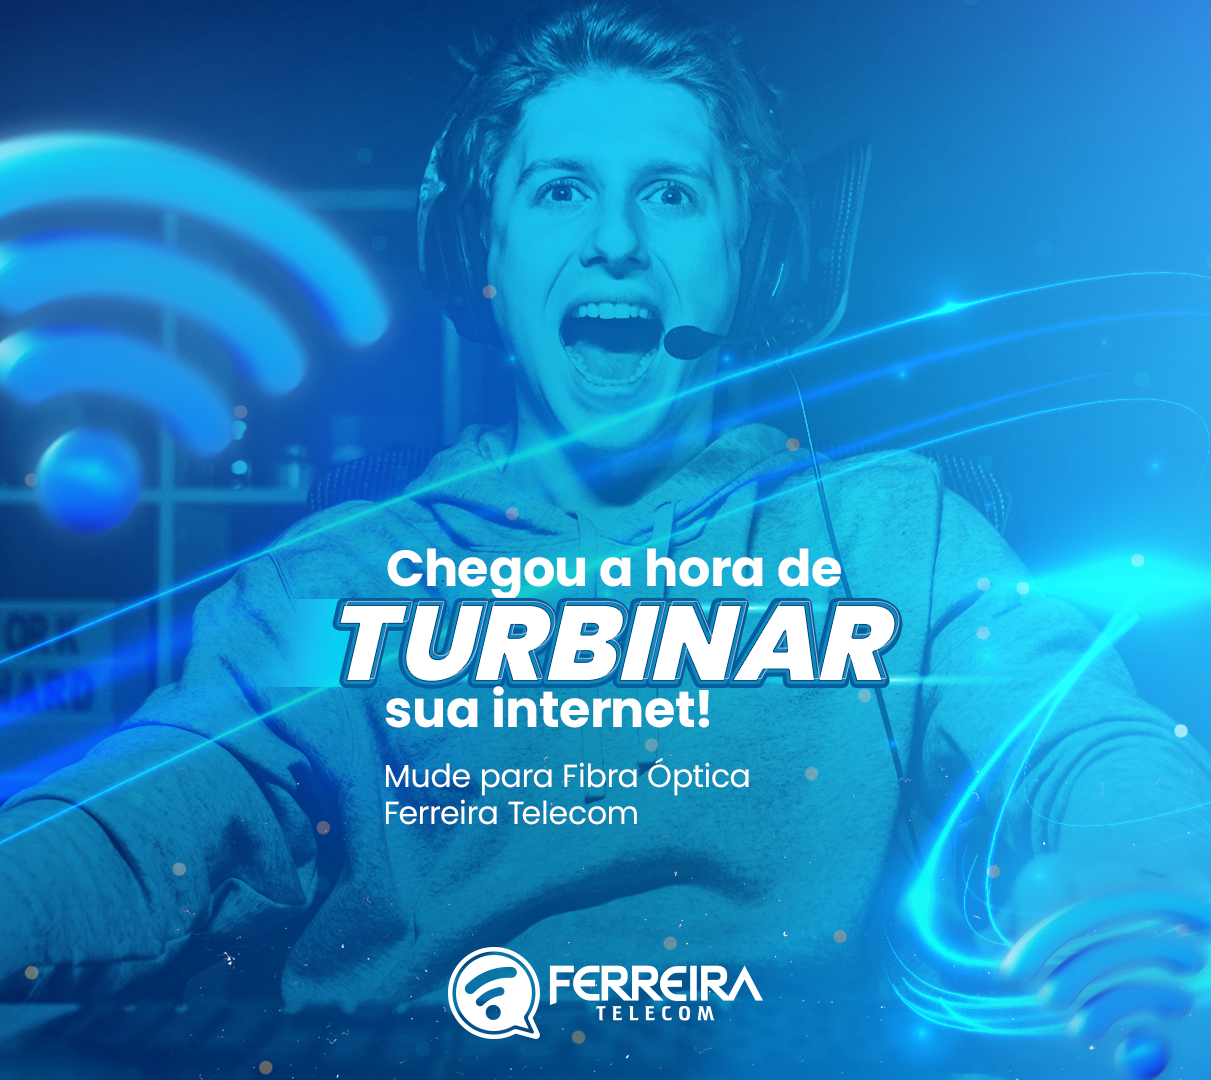 Chegou a hora de
TURBINAR
sua internet!
Mude para Fibra Óptica
Ferreira Telecom
FERREIRA
TELECOM